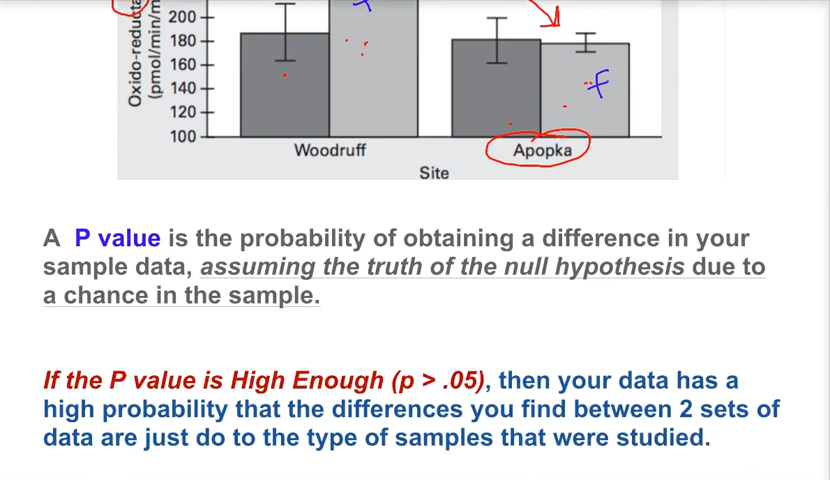 Oxido-reducta
(pmol/min/m
200
180
160
140
120
100
Woodruff
Apopka
Site
F
A P value is the probability of obtaining a difference in your
sample data, assuming the truth of the null hypothesis due to
a chance in the sample.
If the P value is High Enough (p > .05), then your data has a
high probability that the differences you find between 2 sets of
data are just do to the type of samples that were studied.